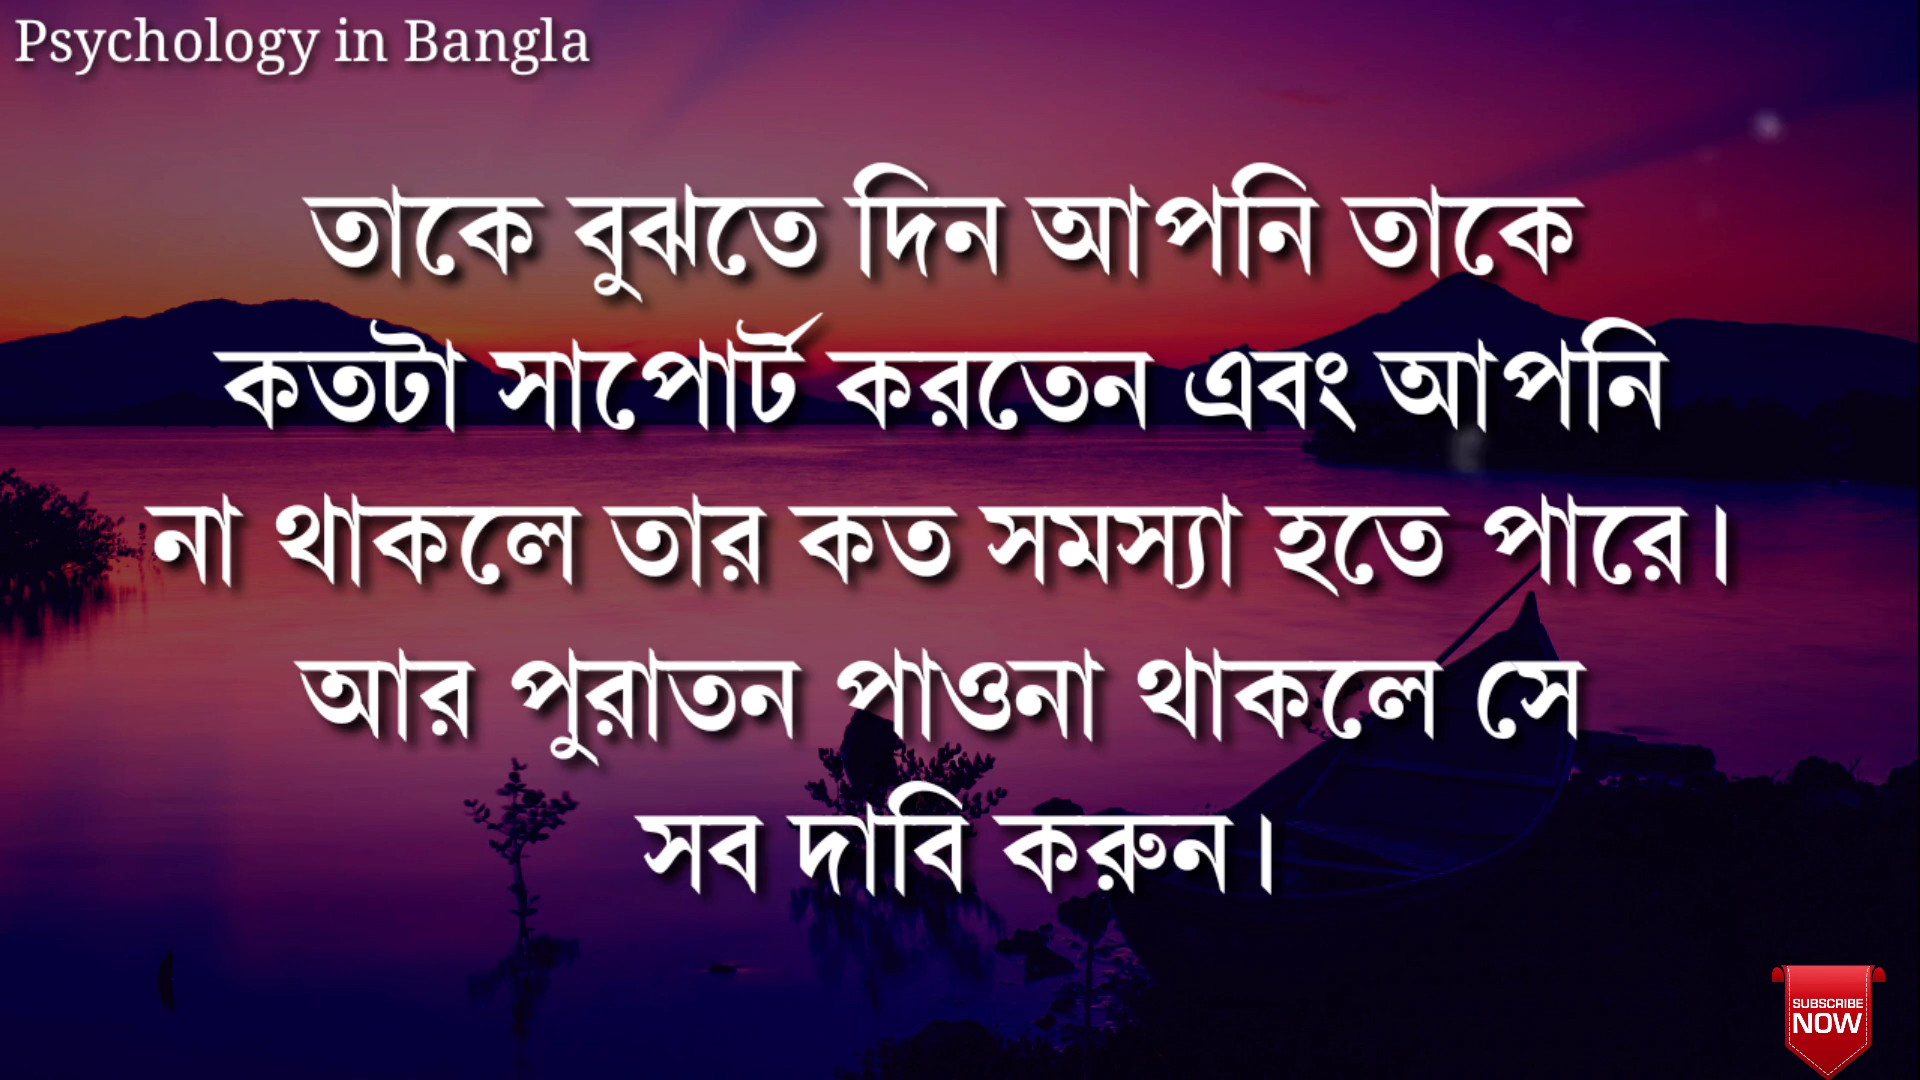 Psychology in Bangla
তাকে বুঝতে দিন আপনি তাকে
কতটা সাপোর্ট করতেন এবং আপনি
না থাকলে তার কত সমস্যা হতে পারে।
আর পুরাতন পাওনা থাকলে সে
সব দাবি করুন।
SUBSCRIBE
NOW